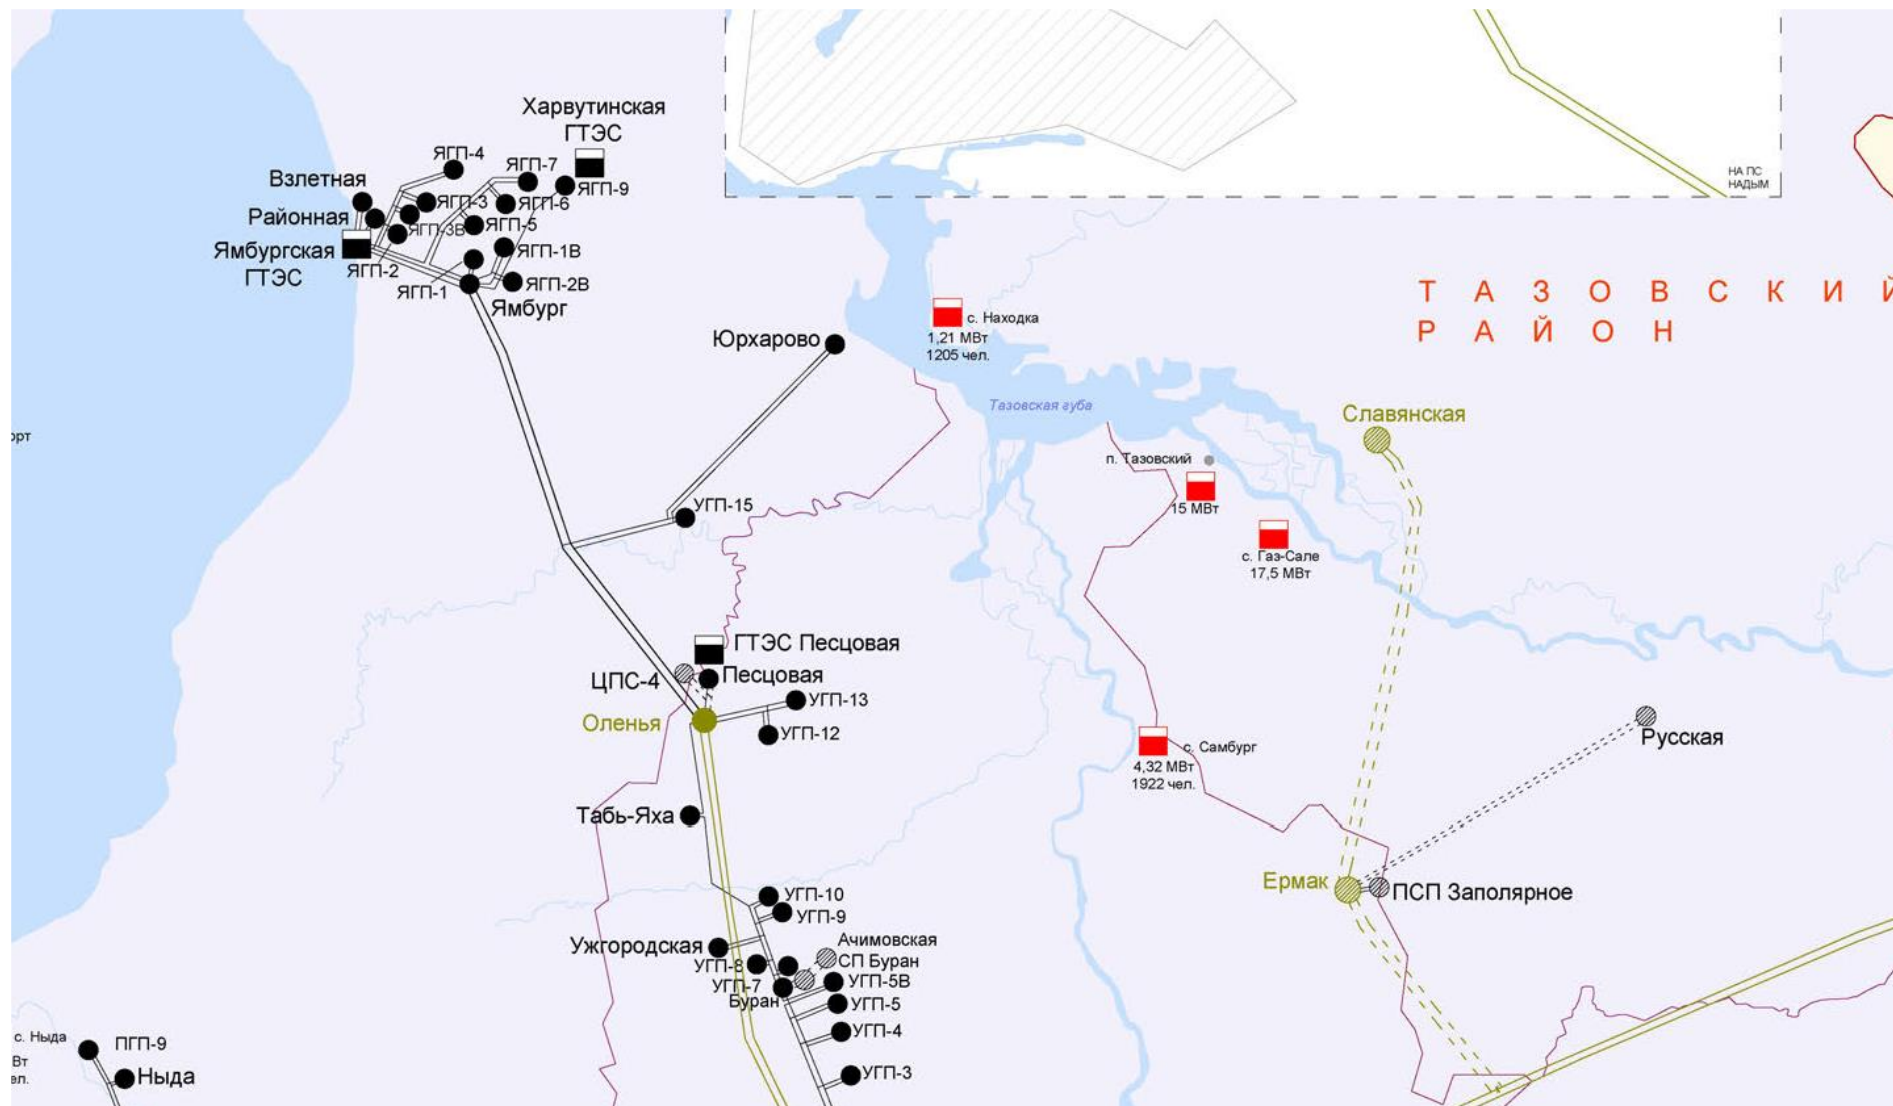 Харвутинская
ГТЭС
ЯГП-4
ЯГП-7
Взлетная
ЯГП-9
ЯГП-3
ЯГП-6
Районная
ЯГП-3В
ЯГП-5
Ямбургская
ГТЭС
ЯГП-2
ЯГП-1В
ЯГП-1
ЯГП-2В
Ямбург
НА ПС
НАДЫМ
ТАЗОВСКИЙ
РАЙОН
с. Находка
1,21 МВт
1205 чел.
Юрхарово
Тазовская губа
Славянская
п. Тазовский
15 МВт
УГП-15
с. Газ-Сале
17,5 МВт
ГТЭС Песцовая
ЦПС-4
Песцовая
УГП-13
Оленья
УГП-12
с. Самбург
4,32 МВт
1922 чел.
Русская
Табь-Яха
Ермак
ПСП Заполярное
УГП-10
УГП-9
Ужгородская
Ачимовская
СП Буран
УГП-8
УГП-7
УГП-5В
Буран
УГП-5
УГП-4
УГП-3
с. Ныда
ПГП-9
Ныда
Вт